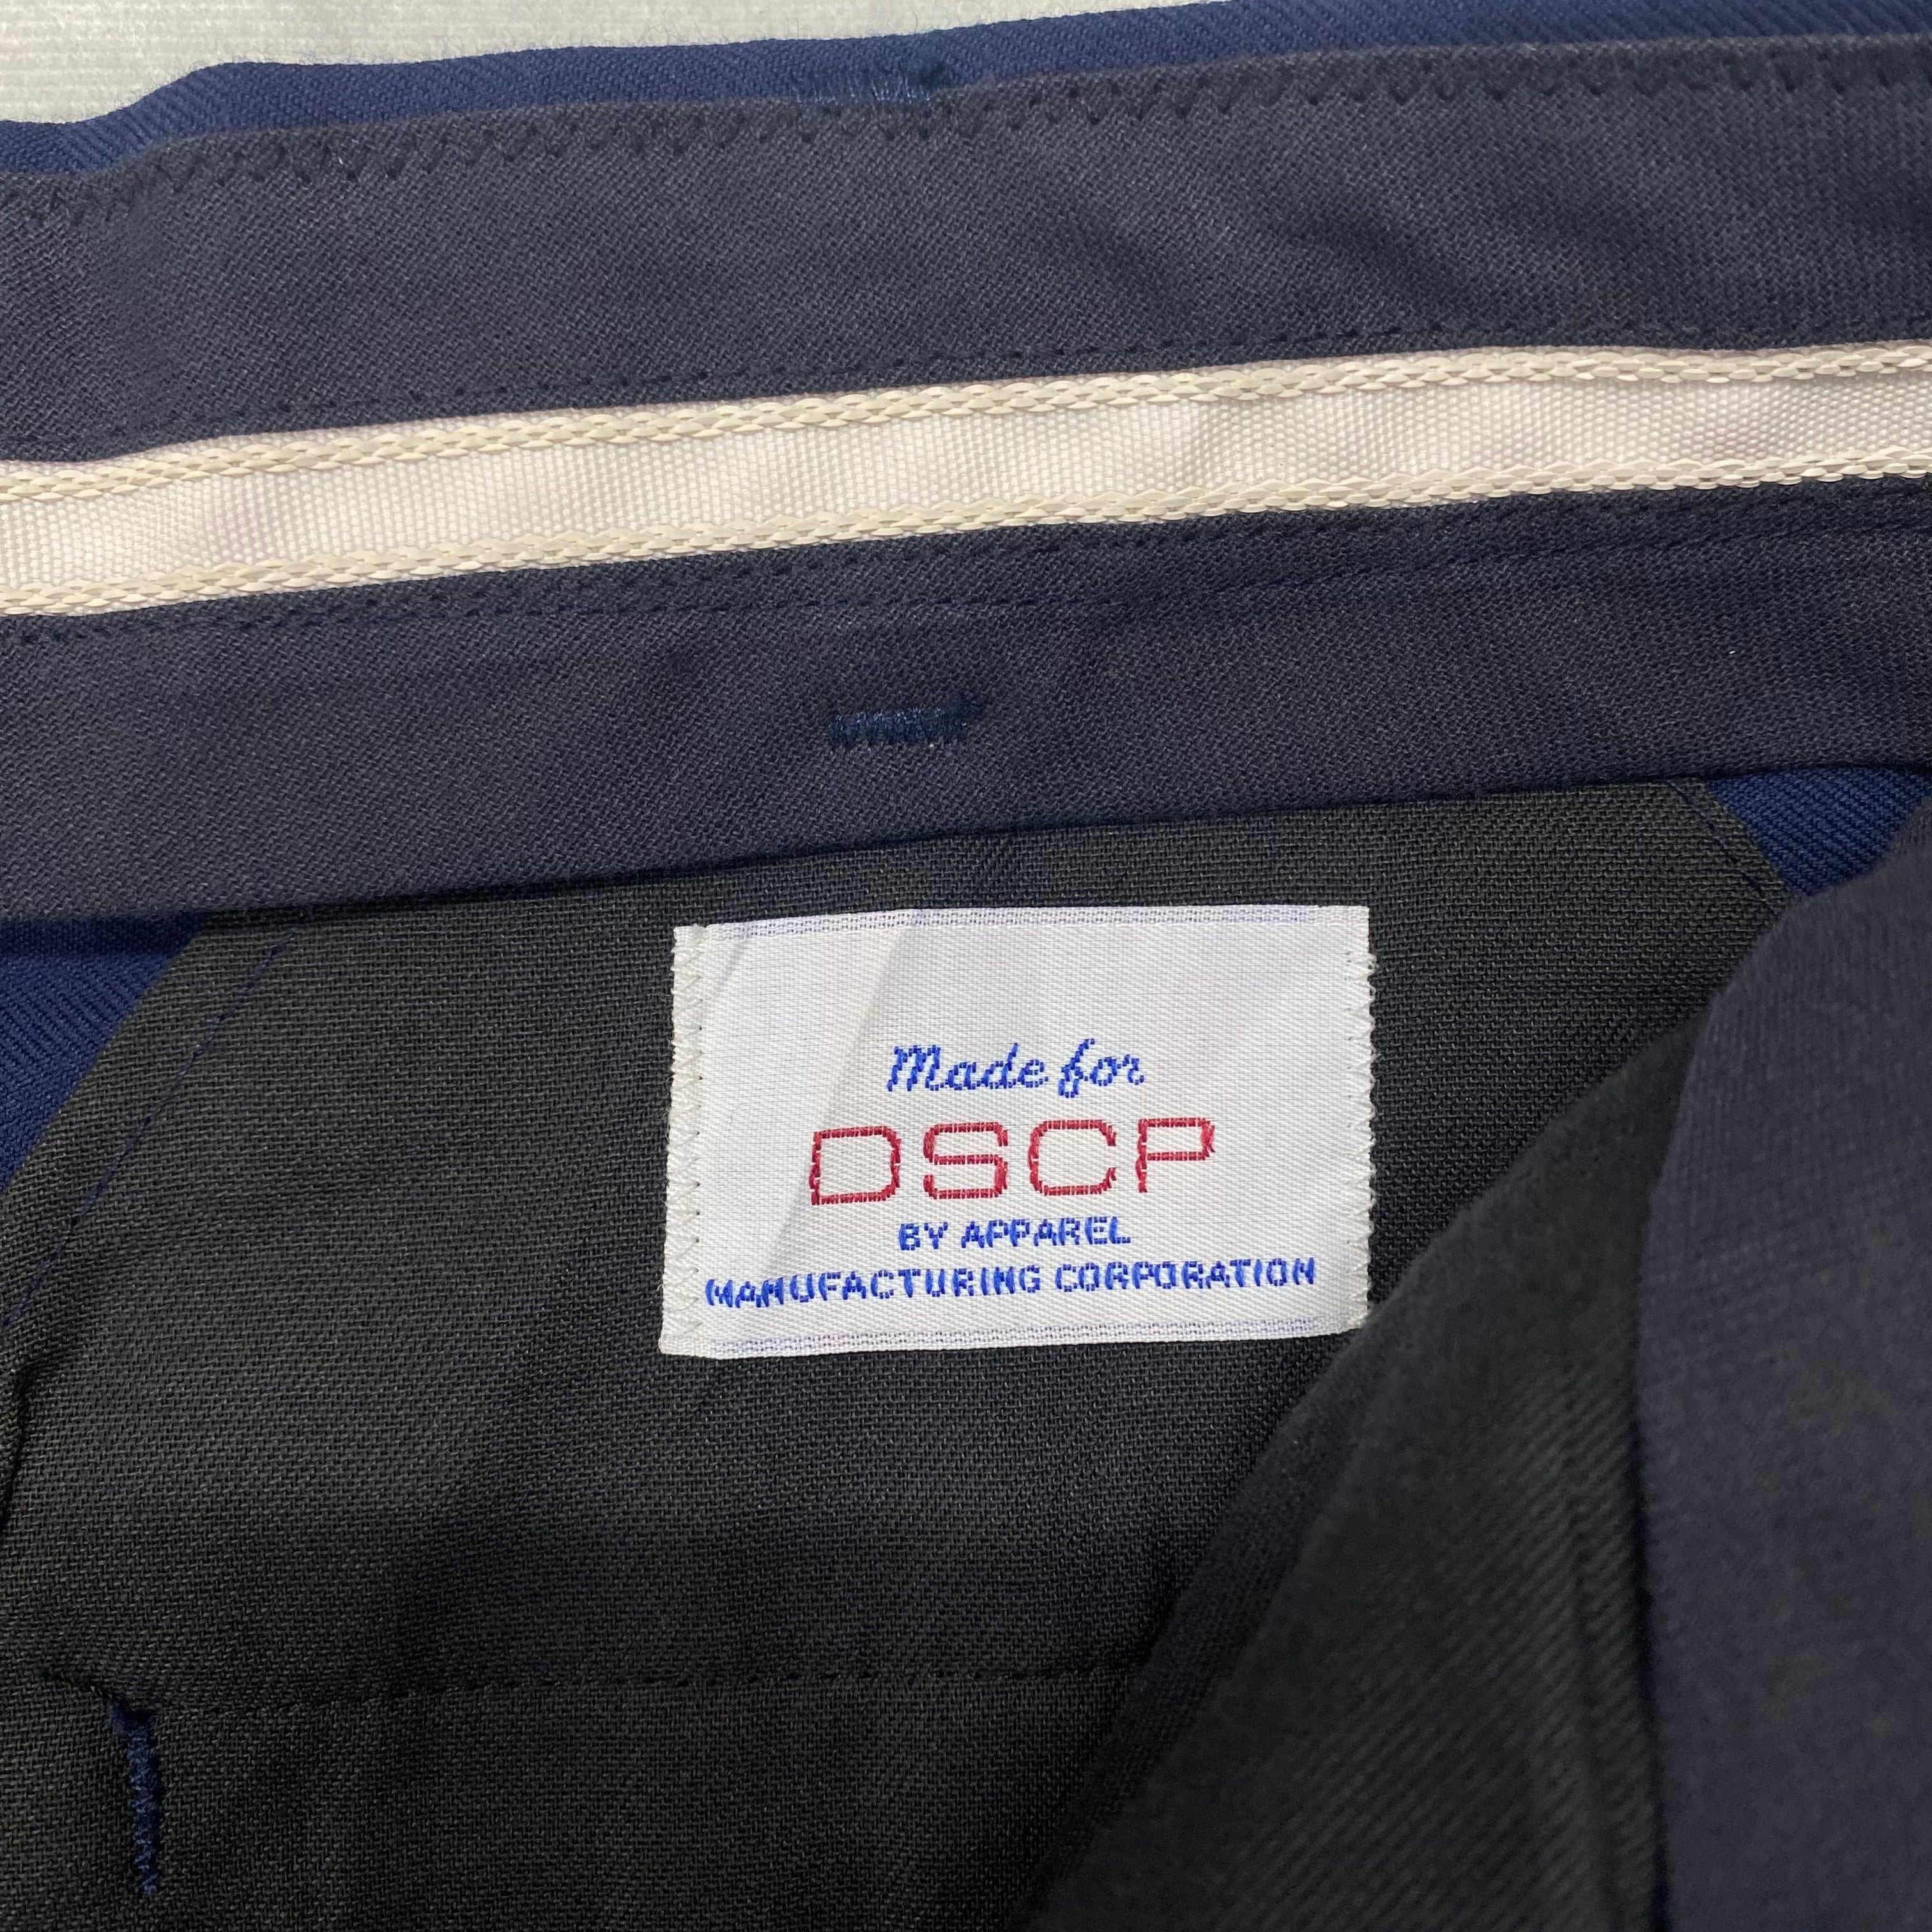 Made for
DSCP
BY APPAREL
MANUFACTURING CORPORATION